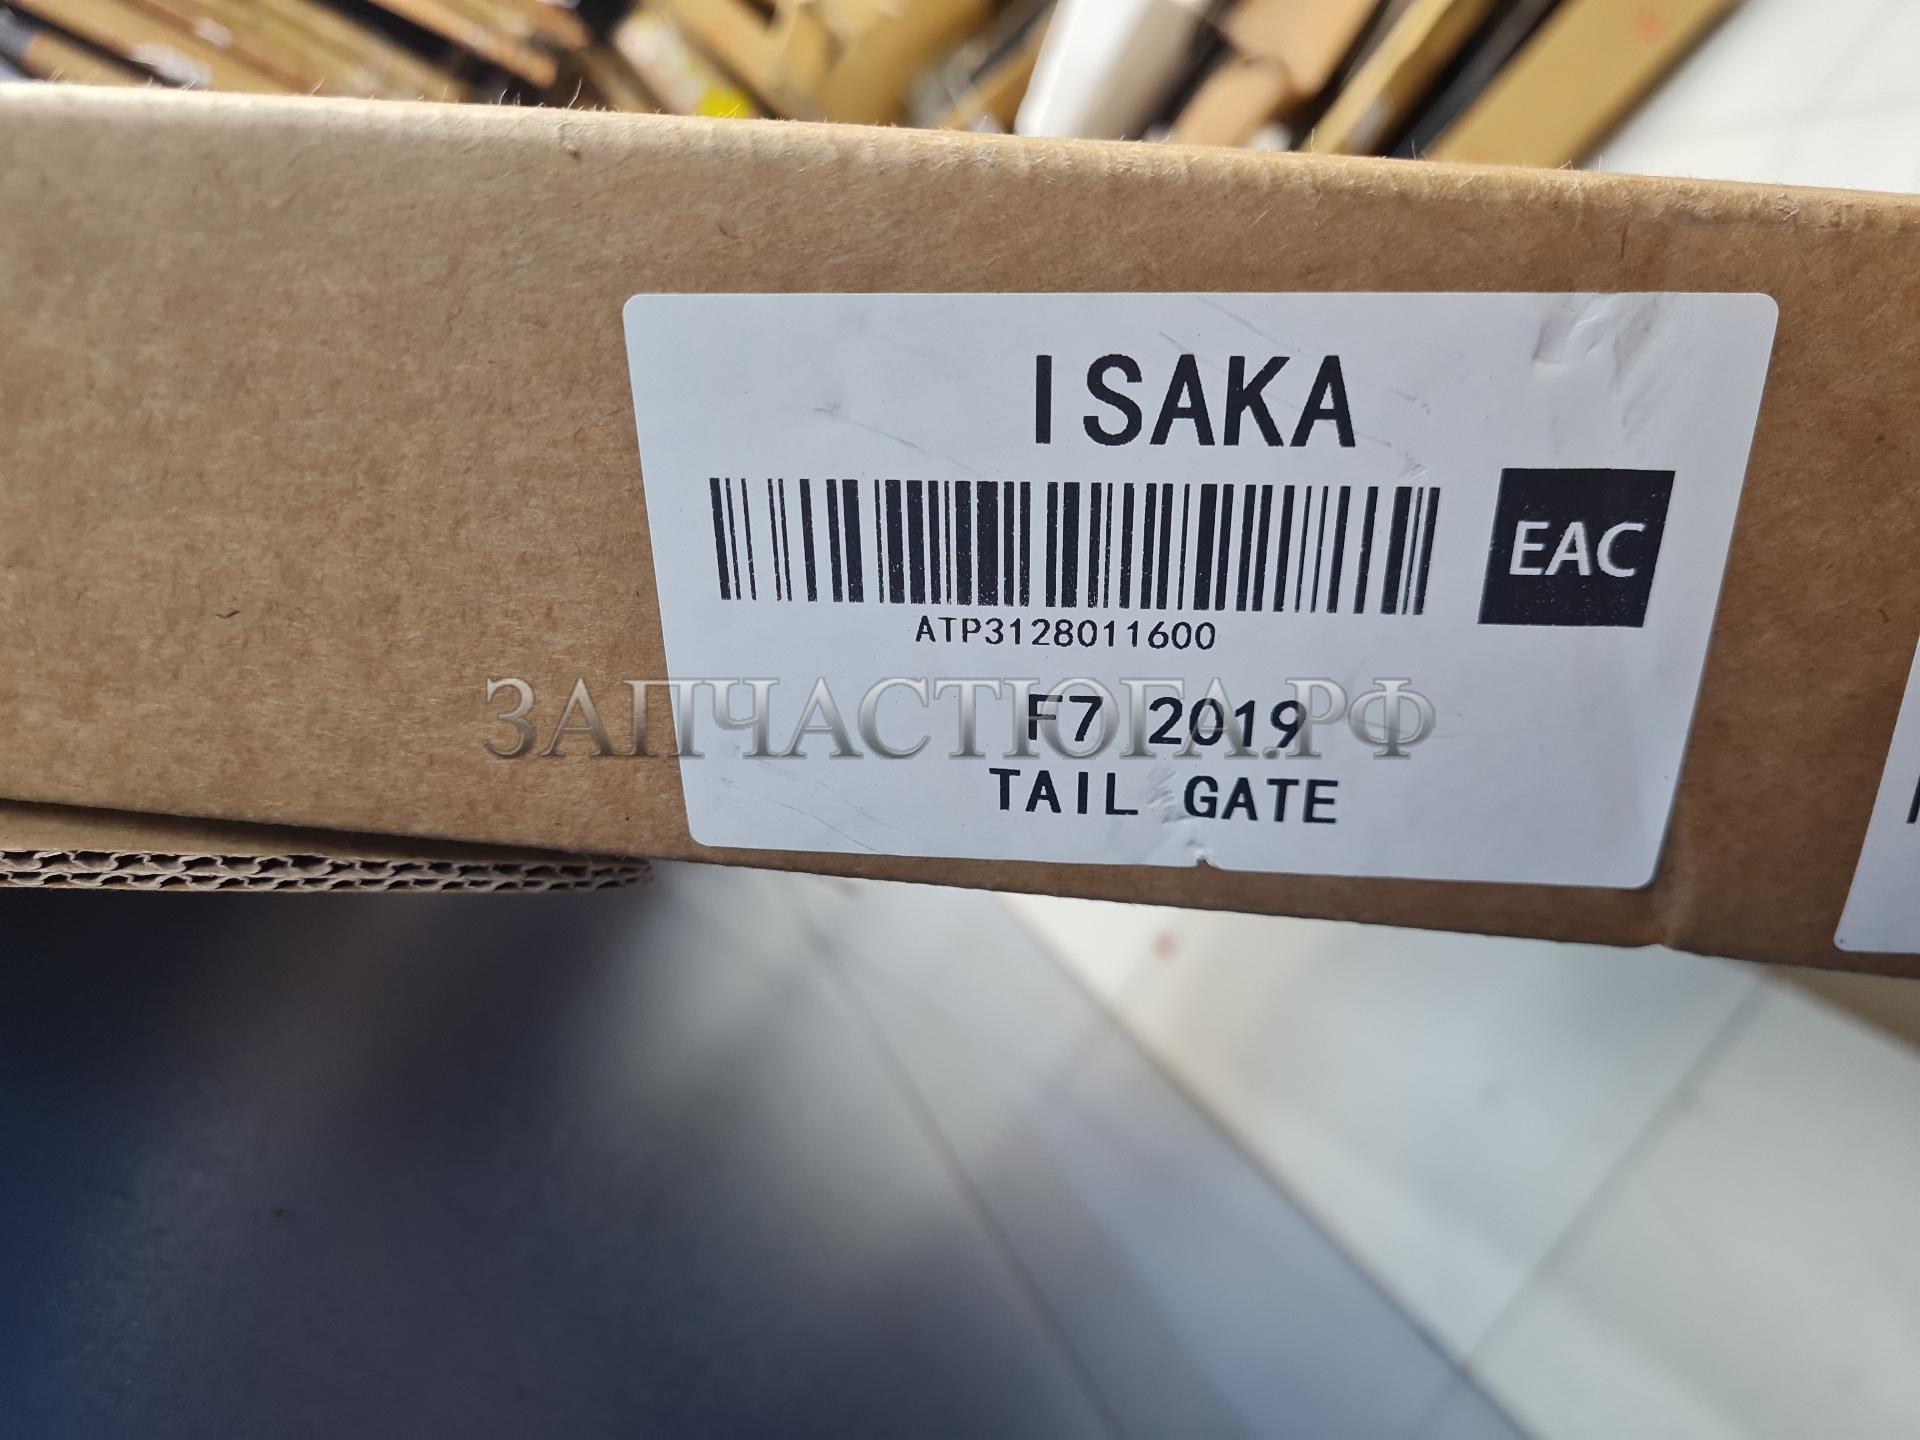 ISAKA
EAC
ATP3128011600
ЗАПЧАСТЮГА.РФ
F7 2019
TAIL GATE